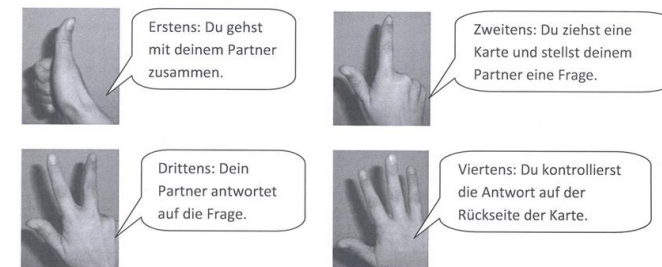 Erstens: Du gehst
mit deinem Partner
zusammen.
Zweitens: Du ziehst eine
Karte und stellst deinem
Partner eine Frage.
Drittens: Dein
Partner antwortet
auf die Frage.
Viertens: Du kontrollierst
die Antwort auf der
Rückseite der Karte.